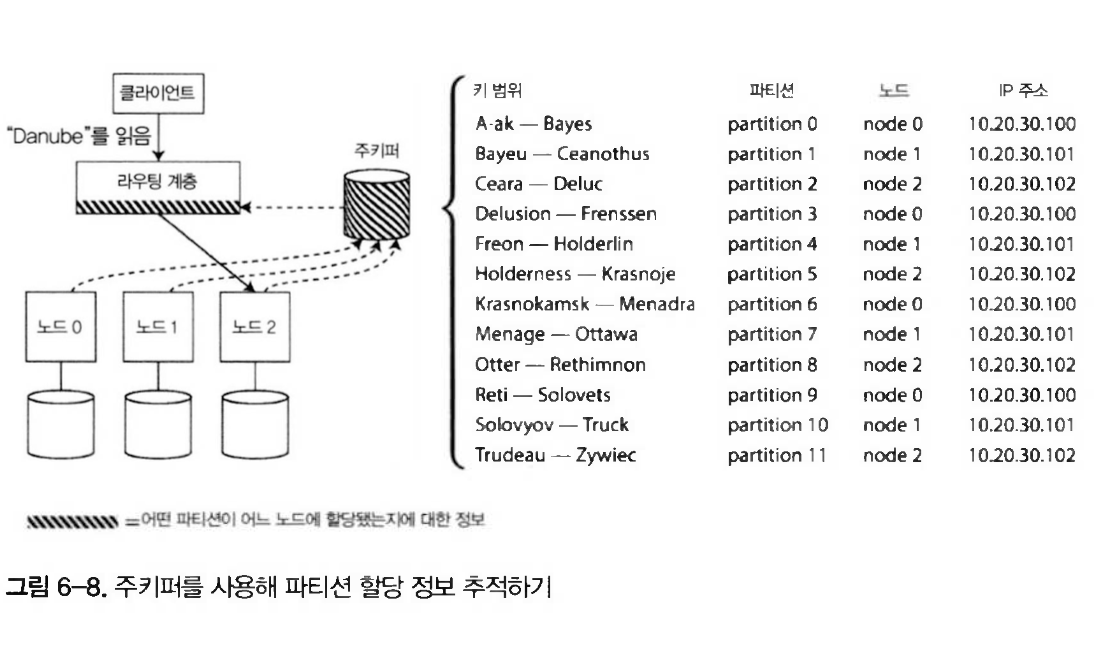 클라이언트
“Danube”를 읽음
라우팅 계층
주키퍼
노드 0
노드 1
노드 2
키 범위 파티션 노드 IP 주소
A-ak — Bayes partition 0 node 0 10.20.30.100
Bayeu — Ceanothus partition 1 node 1 10.20.30.101
Ceara — Deluc partition 2 node 2 10.20.30.102
Delusion — Frenssen partition 3 node 0 10.20.30.100
Freon — Holderlin partition 4 node 1 10.20.30.101
Holderness — Krasnoje partition 5 node 2 10.20.30.102
Krasnokamsk — Menadra partition 6 node 0 10.20.30.100
Menage — Ottawa partition 7 node 1 10.20.30.101
Otter — Rethimnon partition 8 node 2 10.20.30.102
Reti — Solovets partition 9 node 0 10.20.30.100
Solovyov — Truck partition 10 node 1 10.20.30.101
Trudeau — Zywiec partition 11 node 2 10.20.30.102
=어떤 파티션이 어느 노드에 할당됐는지에 대한 정보
그림 6-8. 주키퍼를 사용해 파티션 할당 정보 추적하기